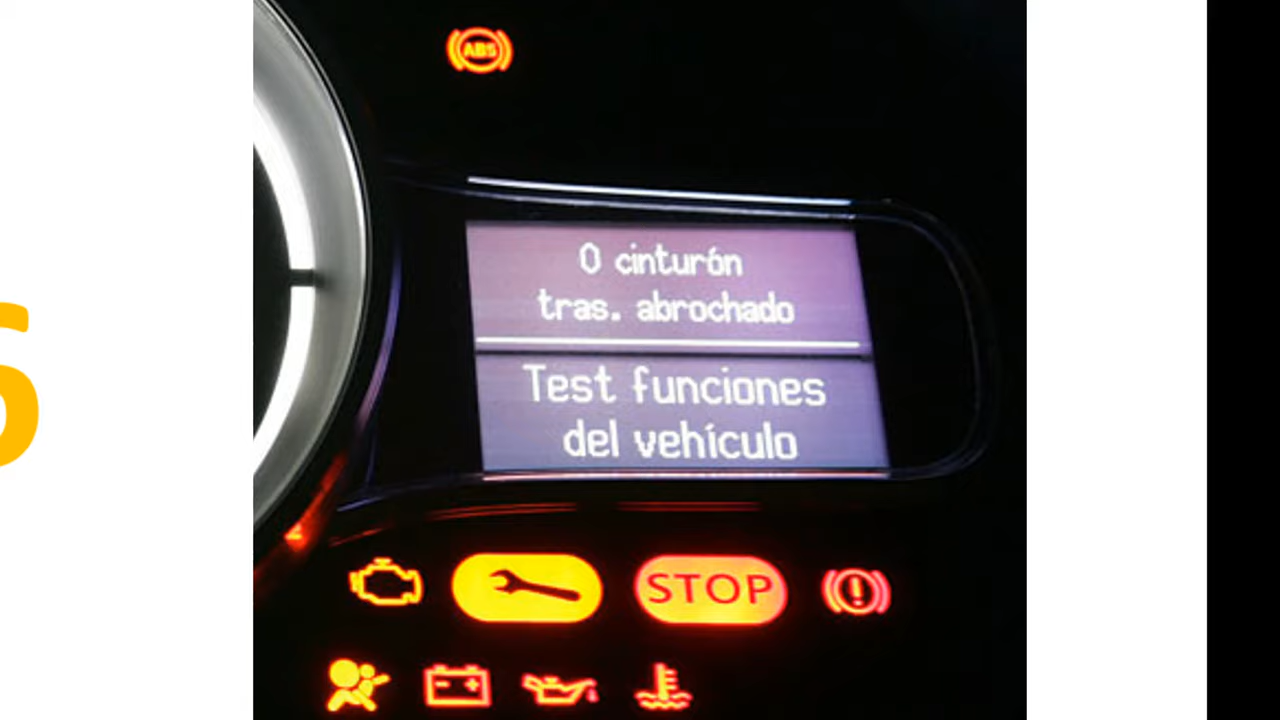 ABS
0 cinturón
tras. abrochado
Test funciones
del vehículo
STOP